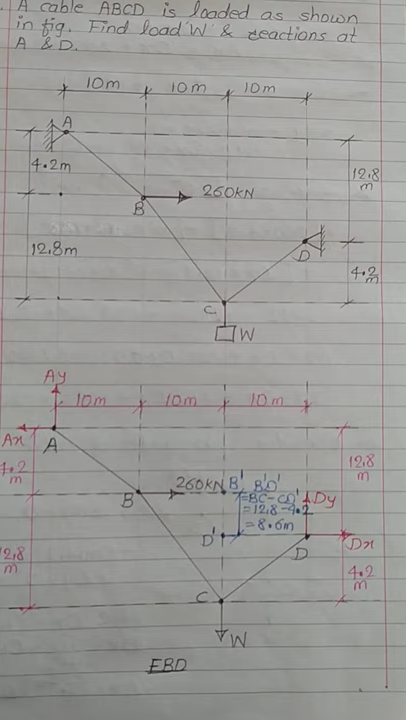 . A cable ABCD is loaded as shown
in fig. Find load W & reactions at
A & D.
10m 10m 10m
A
4.2m
12.8
m
260KN
B
12.8m
D
4.2
m
C
W
Ay
10m 10m 10m
Ax
A
4.2
m
12.8
m
260KN B' B'D'
=BC-CD'
=12.8-4.2
=8.6m
Dy
B
D'
D
Dx
12.8
m
4.2
m
C
W
FBD